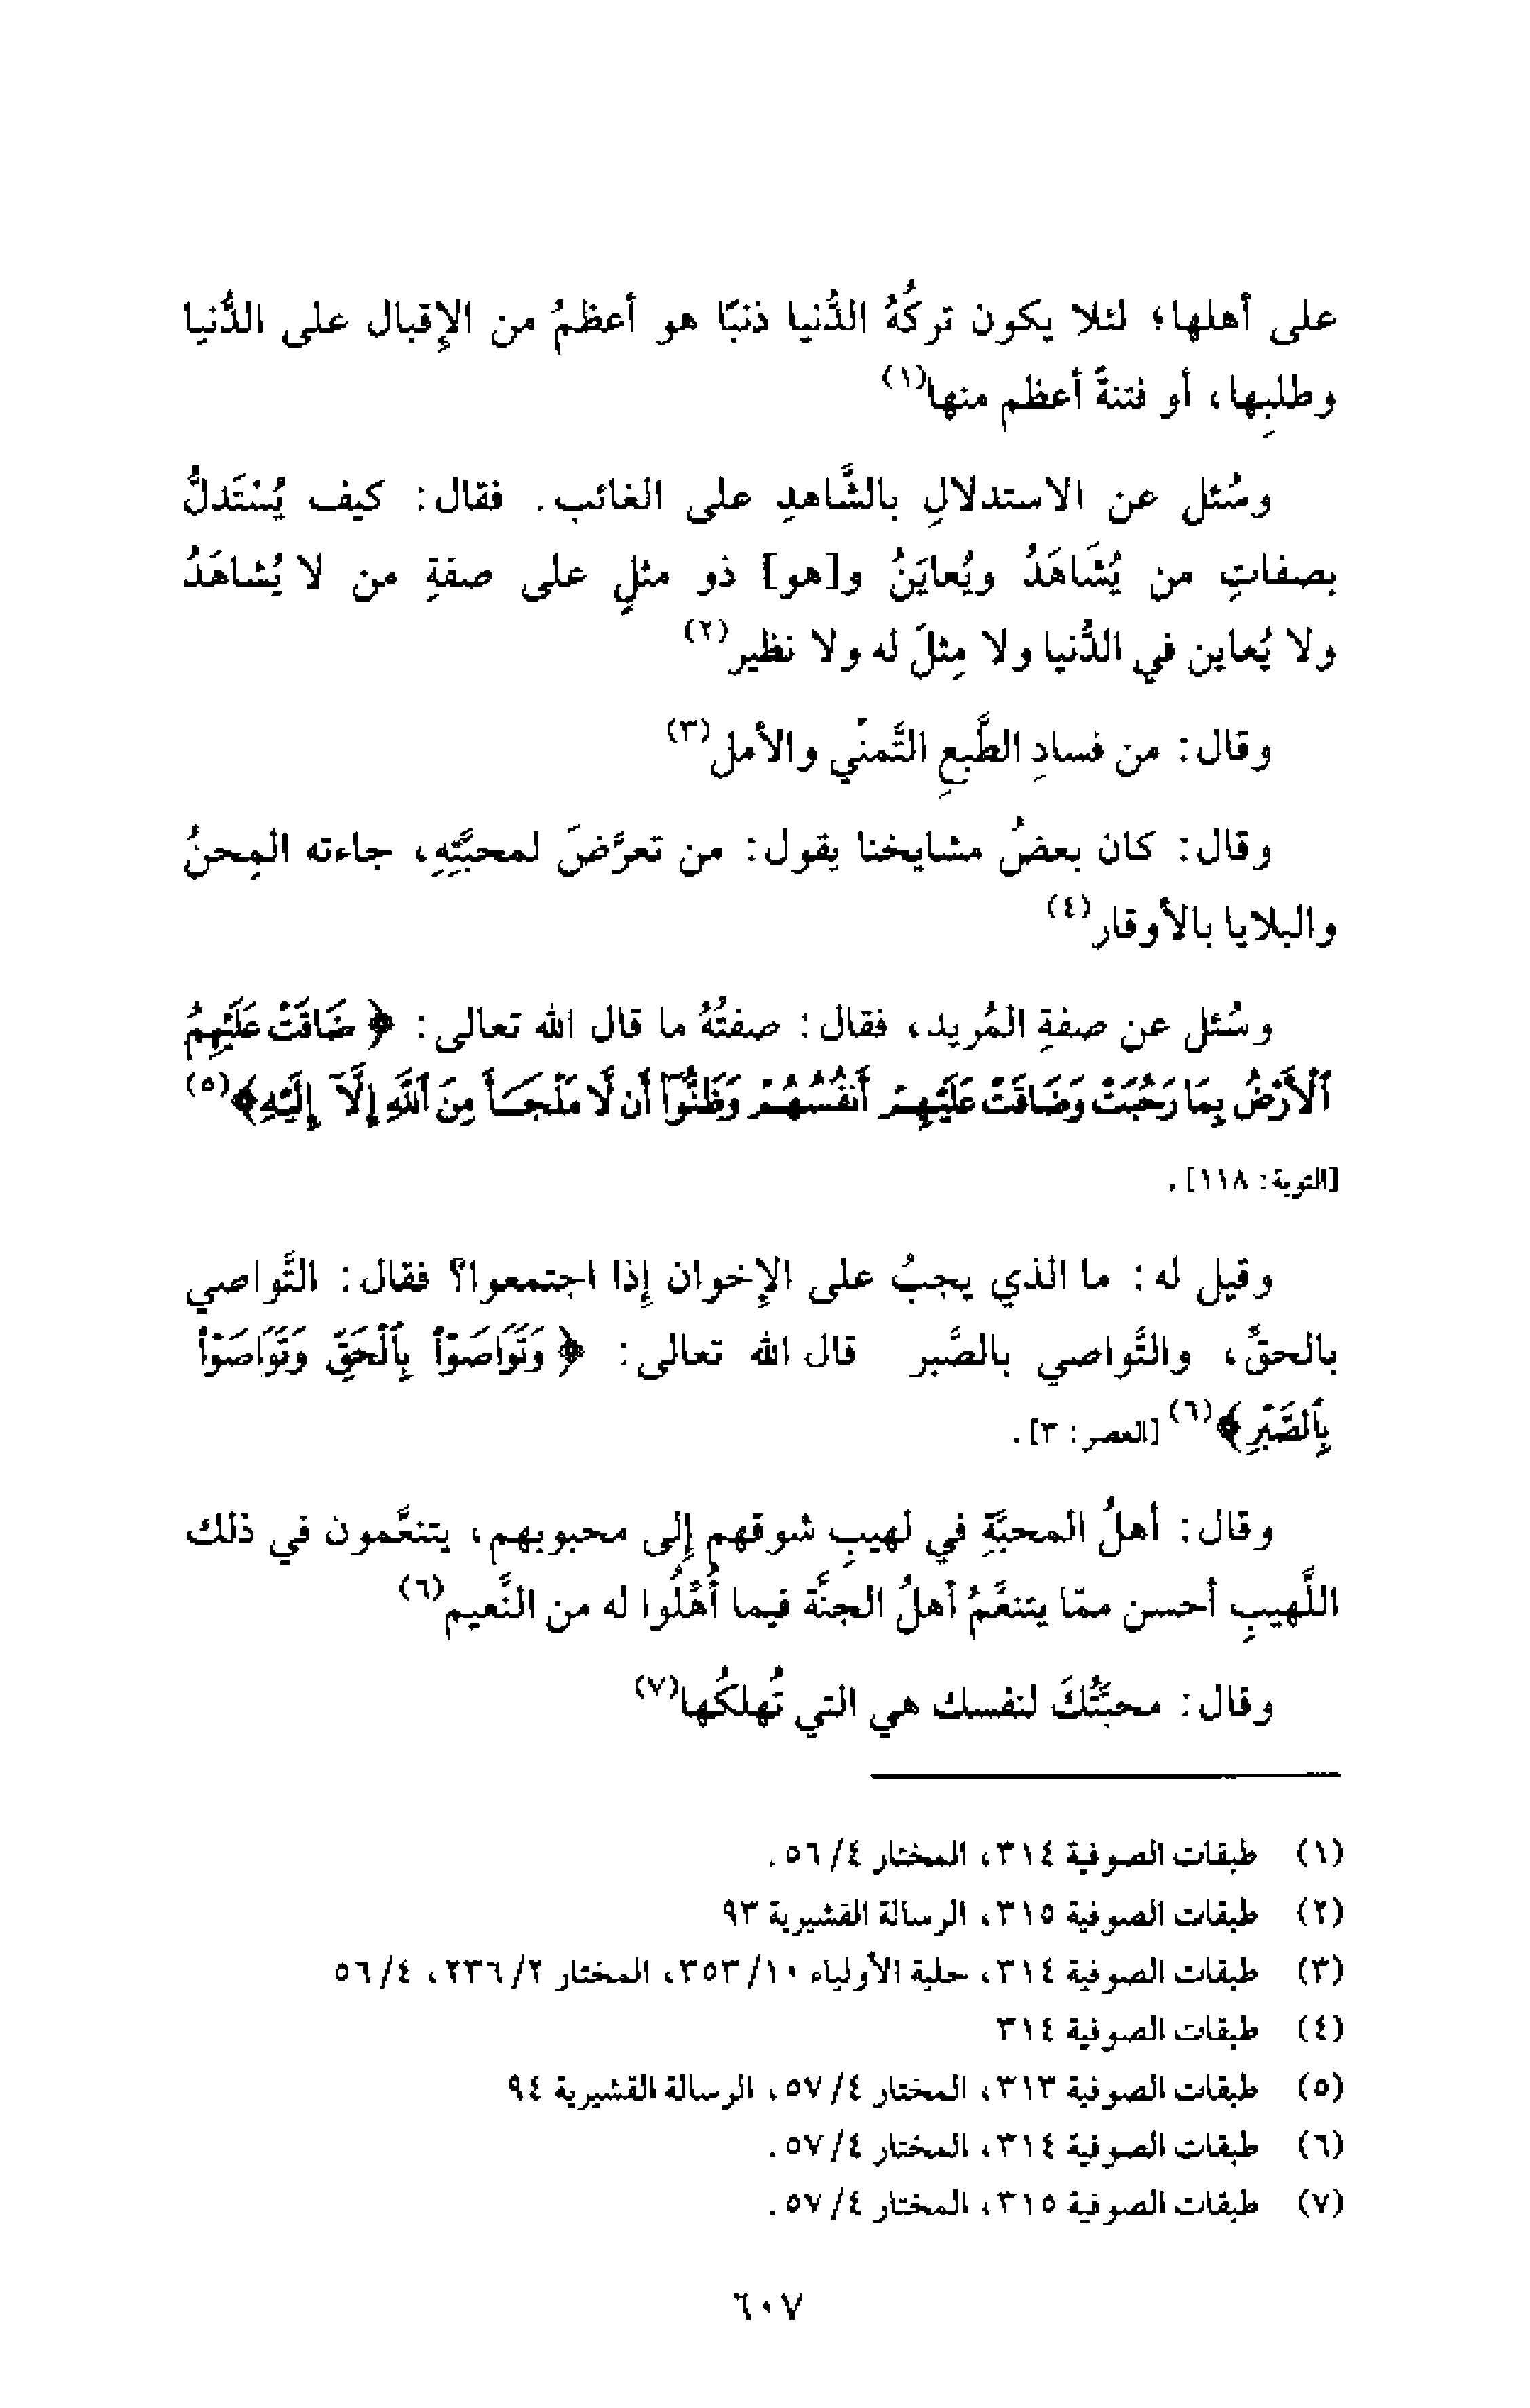 على أهلها؛ لئلا يكون تركُهُ الدُّنيا ذنبًا هو أعظمُ من الإقبال على الدُّنيا
وطلبِها، أو فتنةً أعظم منها(١)
وسُئل عن الاستدلالِ بالشَّاهدِ على الغائب. فقال: كيف يُسْتَدلُّ
بصفاتِ من يُشَاهَدُ ويُعايَنُ و[هو] ذو مثلٍ على صفةِ من لا يُشاهَدُ
ولا يُعاين في الدُّنيا ولا مِثلَ له ولا نظير(٢)
وقال: من فسادِ الطَّبعِ التَّمنّي والأمل(٣)
وقال: كان بعضُ مشايخنا يقول: من تعرَّضَ لمحبَّتِهِ، جاءته المِحنُ
والبلايا بالأوقار(٤)
وسُئل عن صفةِ المُريد، فقال: صفتُهُ ما قال الله تعالى: ﴿ضَاقَتْ عَلَيْهِمُ
ٱلْأَرْضُ بِمَا رَحُبَتْ وَضَاقَتْ عَلَيْهِمْ أَنفُسُهُمْ وَظَنُّوٓا۟ أَن لَّا مَلْجَأَ مِنَ ٱللَّهِ إِلَّآ إِلَيْهِ﴾(٥)
[التوبة: ١١٨].
وقيل له: ما الذي يجبُ على الإخوان إذا اجتمعوا؟ فقال: التَّواصي
بالحقِّ، والتَّواصي بالصَّبر قال الله تعالى: ﴿وَتَوَاصَوْا۟ بِٱلْحَقِّ وَتَوَاصَوْا۟
بِٱلصَّبْرِ﴾(٦) [العصر: ٣].
وقال: أهلُ المحبَّةِ في لهيبِ شوقهم إلى محبوبهم، يتنعَّمون في ذلك
اللَّهيبِ أحسن ممّا يتنعَّمُ أهلُ الجنَّة فيما أُهِّلُوا له من النَّعيم(٦)
وقال: محبَّتُكَ لنفسك هي التي تُهلكُها(٧)
(١) طبقات الصوفية ٣١٤، المختار ٤/ ٥٦.
(٢) طبقات الصوفية ٣١٥، الرسالة القشيرية ٩٣
(٣) طبقات الصوفية ٣١٤، حلية الأولياء ١٠/ ٣٥٣، المختار ٢/ ٢٣٦، ٤/ ٥٦
(٤) طبقات الصوفية ٣١٤
(٥) طبقات الصوفية ٣١٣، المختار ٤/ ٥٧، الرسالة القشيرية ٩٤
(٦) طبقات الصوفية ٣١٤، المختار ٤/ ٥٧.
(٧) طبقات الصوفية ٣١٥، المختار ٤/ ٥٧.
٦٠٧